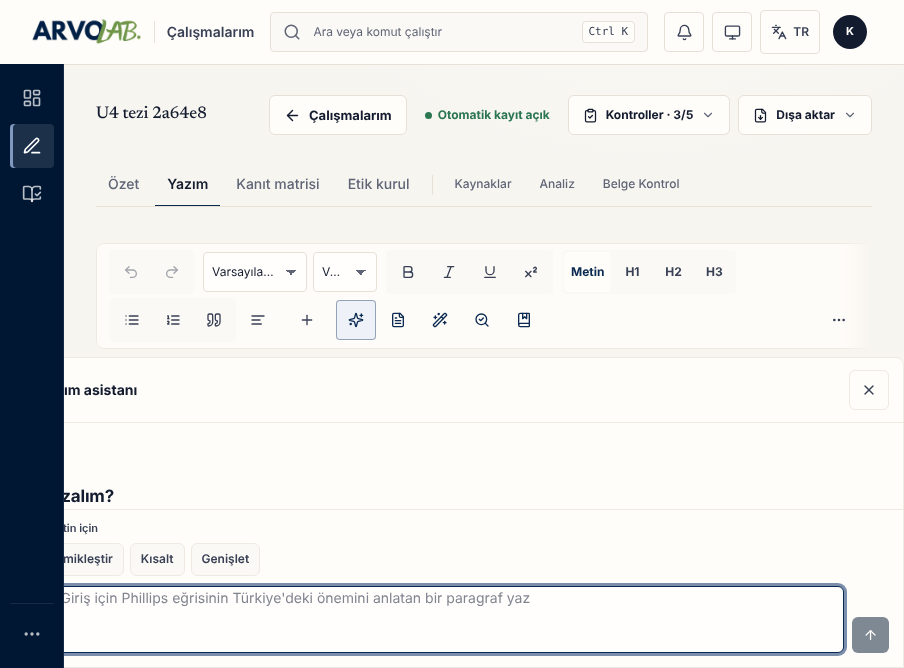 ARVOLAB.
Çalışmalarım
Ara veya komut çalıştır
Ctrl K
TR
K
U4 tezi 2a64e8
Çalışmalarım
Otomatik kayıt açık
Kontroller · 3/5
Dışa aktar
Özet
Yazım
Kanıt matrisi
Etik kurul
Kaynaklar
Analiz
Belge Kontrol
Varsayıla...
V...
B
I
U
x²
Metin
H1
H2
H3
ım asistanı
zalım?
tin için
mikleştir
Kısalt
Genişlet
Giriş için Phillips eğrisinin Türkiye'deki önemini anlatan bir paragraf yaz